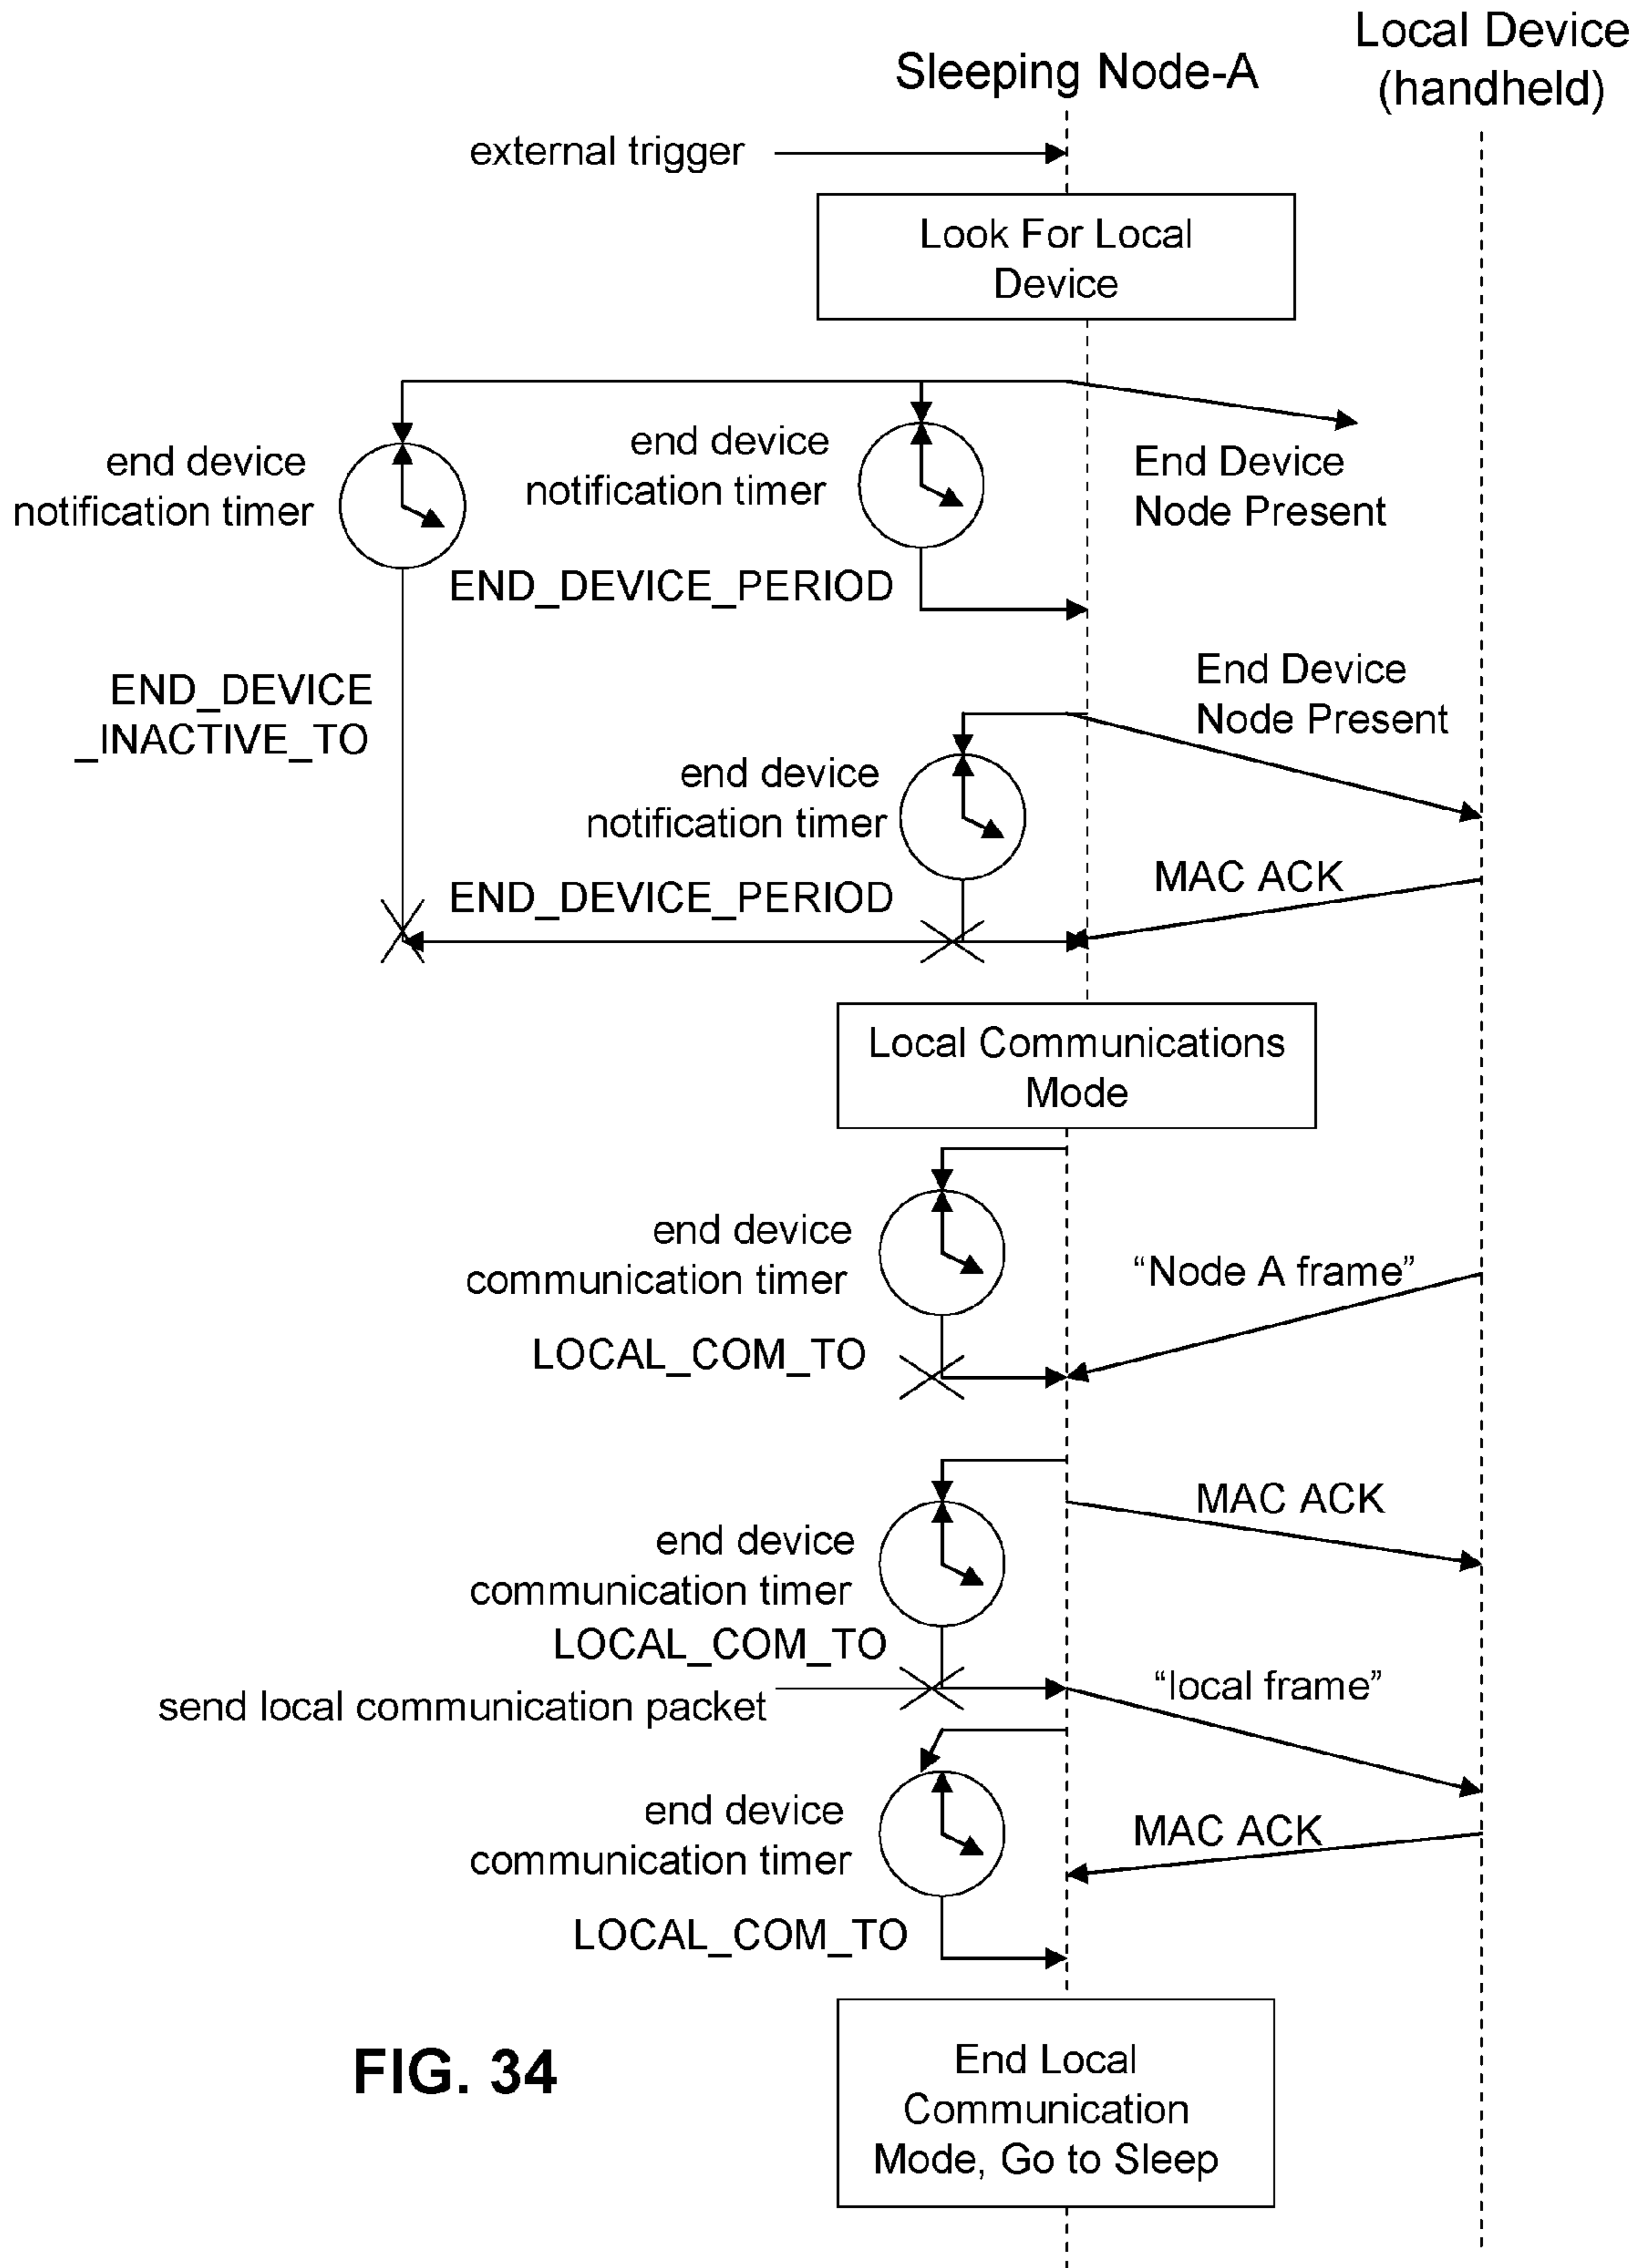 Local Device
(handheld)
Sleeping Node-A
external trigger
Look For Local
Device
end device
notification timer
end device
notification timer
End Device
Node Present
END_DEVICE_PERIOD
END_DEVICE
_INACTIVE_TO
End Device
Node Present
end device
notification timer
MAC ACK
END_DEVICE_PERIOD
Local Communications
Mode
end device
communication timer
"Node A frame"
LOCAL_COM_TO
MAC ACK
end device
communication timer
LOCAL_COM_TO
send local communication packet
"local frame"
end device
communication timer
MAC ACK
LOCAL_COM_TO
FIG. 34
End Local
Communication
Mode, Go to Sleep